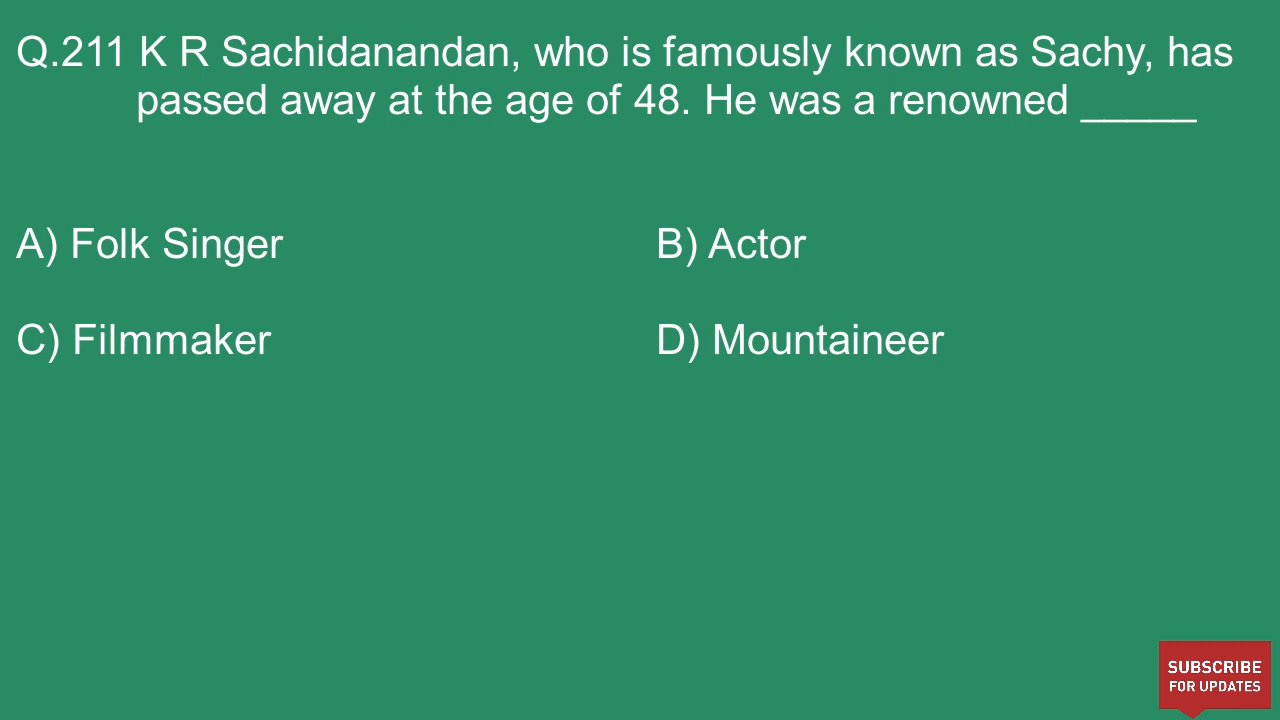 Q.211 K R Sachidanandan, who is famously known as Sachy, has
passed away at the age of 48. He was a renowned _____
A) Folk Singer
B) Actor
C) Filmmaker
D) Mountaineer
SUBSCRIBE
FOR UPDATES